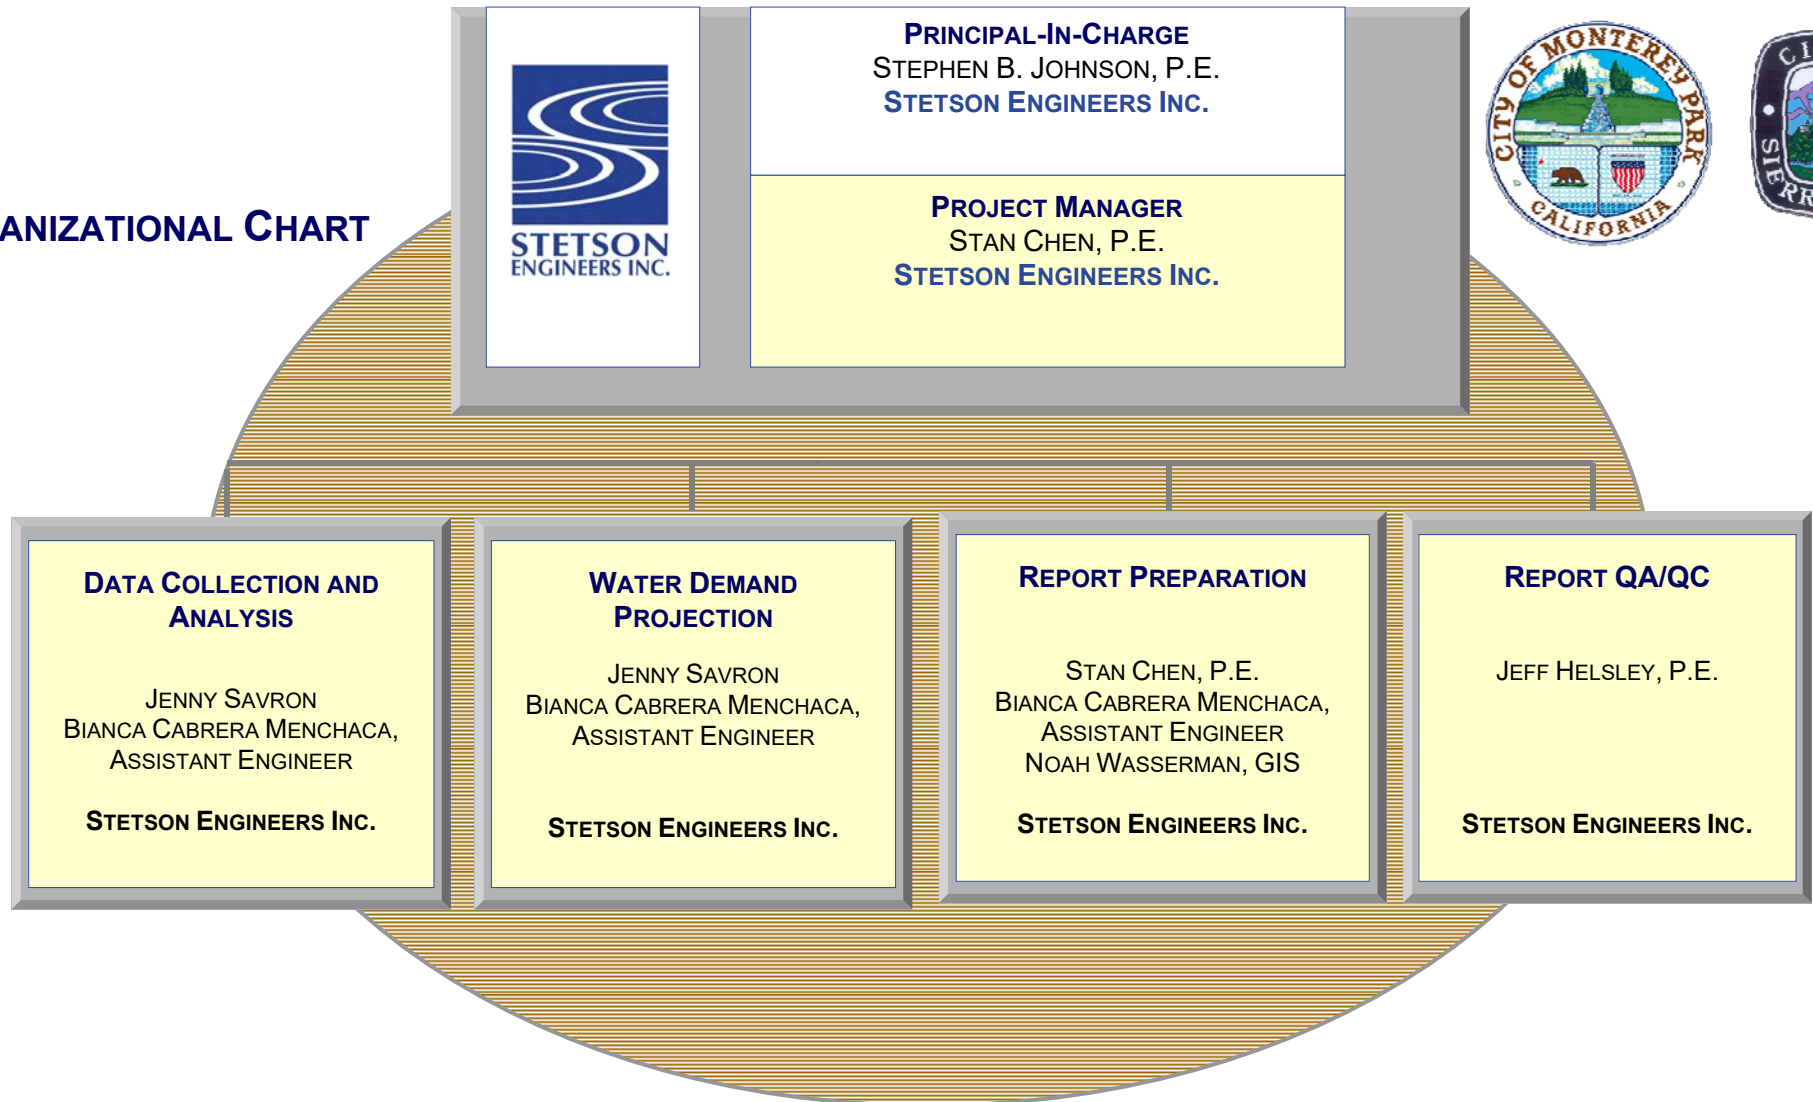 PRINCIPAL-IN-CHARGE
STEPHEN B. JOHNSON, P.E.
STETSON ENGINEERS INC.
PROJECT MANAGER
STAN CHEN, P.E.
STETSON ENGINEERS INC.
STETSON
ENGINEERS INC.
CITY OF MONTEREY PARK
CALIFORNIA
ANIZATIONAL CHART
DATA COLLECTION AND
ANALYSIS
JENNY SAVRON
BIANCA CABRERA MENCHACA,
ASSISTANT ENGINEER
STETSON ENGINEERS INC.
WATER DEMAND
PROJECTION
JENNY SAVRON
BIANCA CABRERA MENCHACA,
ASSISTANT ENGINEER
STETSON ENGINEERS INC.
REPORT PREPARATION
STAN CHEN, P.E.
BIANCA CABRERA MENCHACA,
ASSISTANT ENGINEER
NOAH WASSERMAN, GIS
STETSON ENGINEERS INC.
REPORT QA/QC
JEFF HELSLEY, P.E.
STETSON ENGINEERS INC.